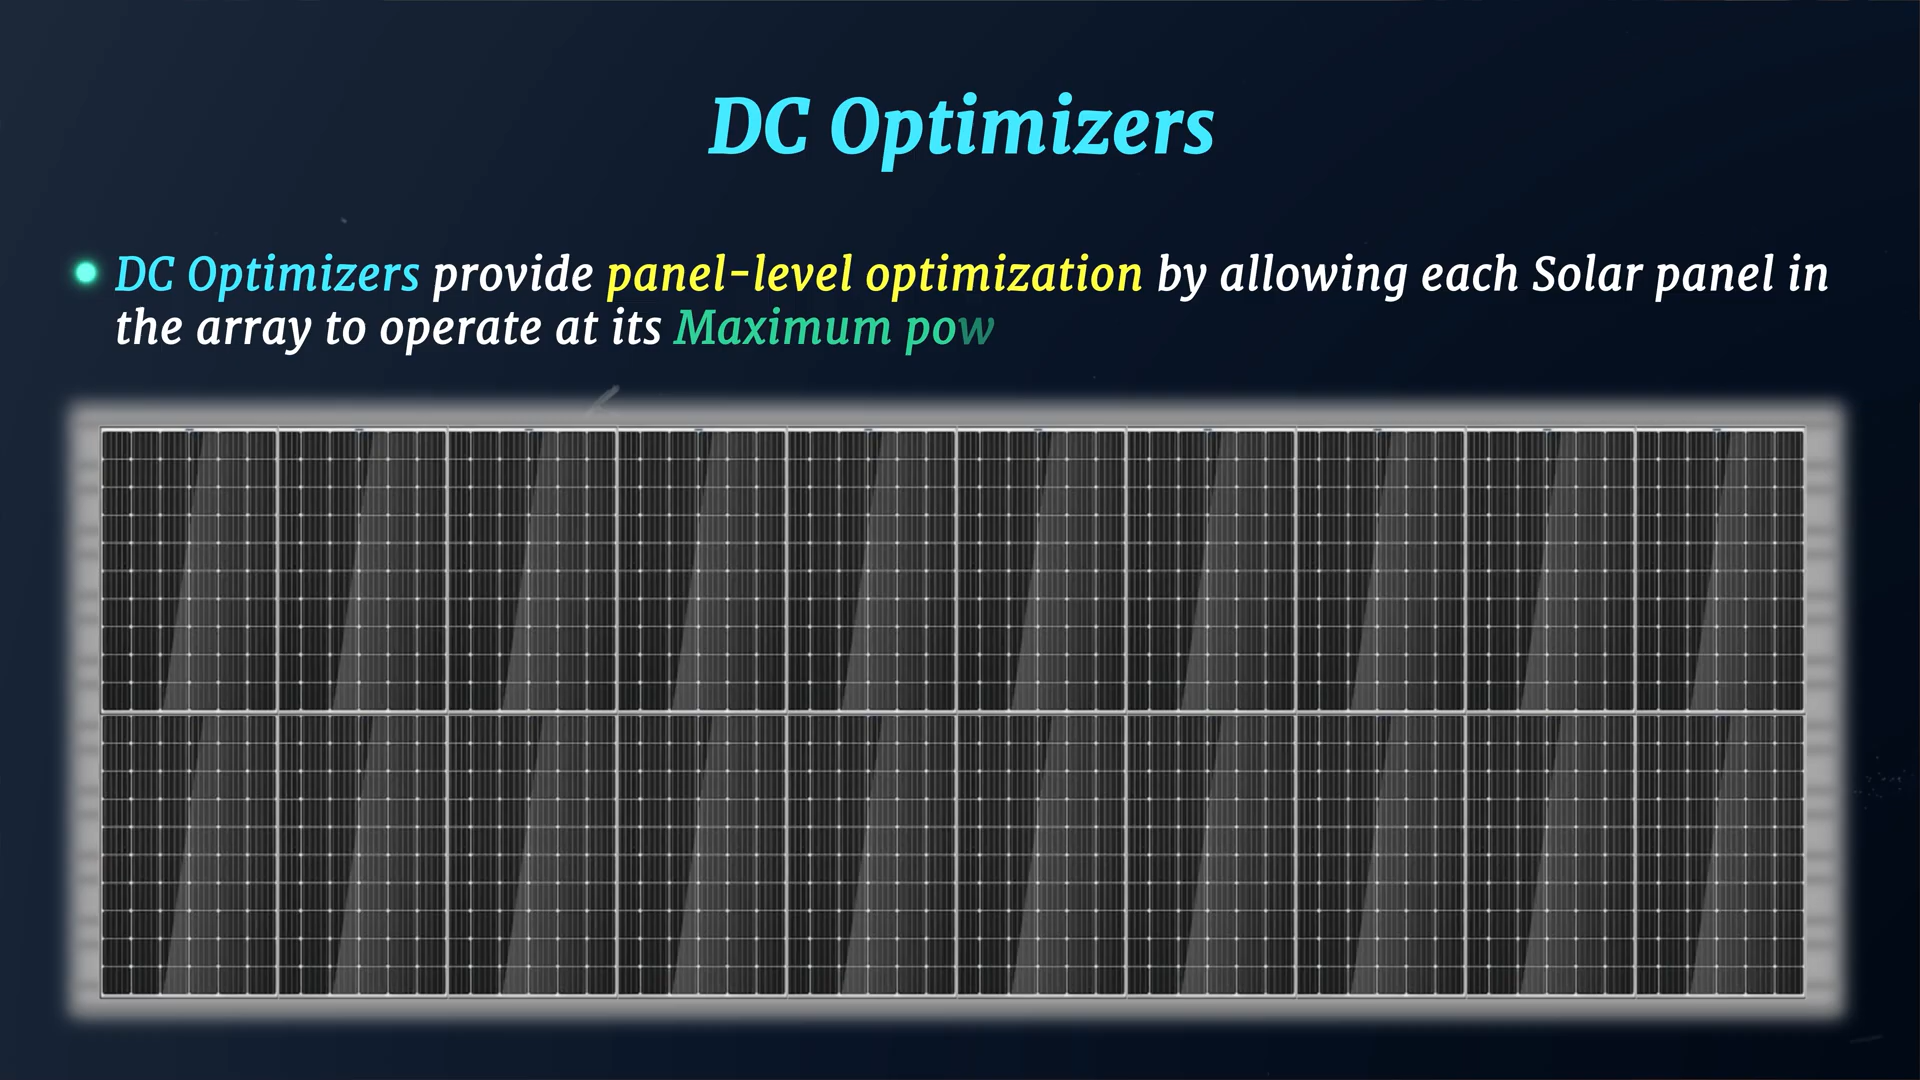 DC Optimizers
DC Optimizers provide panel-level optimization by allowing each Solar panel in
the array to operate at its Maximum pow